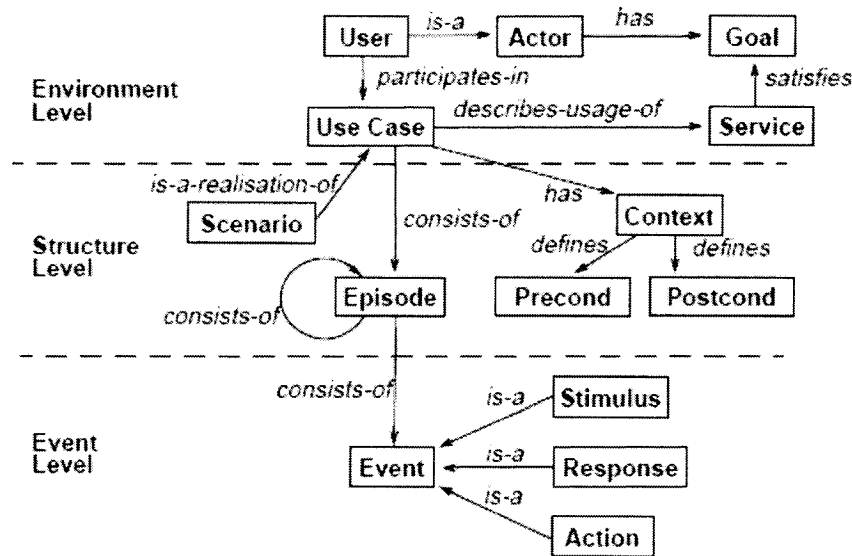 User
is-a
Actor
has
Goal
Environment
Level
participates-in
satisfies
describes-usage-of
Use Case
Service
is-a-realisation-of
has
Scenario
consists-of
Context
Structure
Level
defines
defines
Episode
Precond
Postcond
consists-of
consists-of
is-a
Stimulus
Event
Level
Event
is-a
Response
is-a
Action